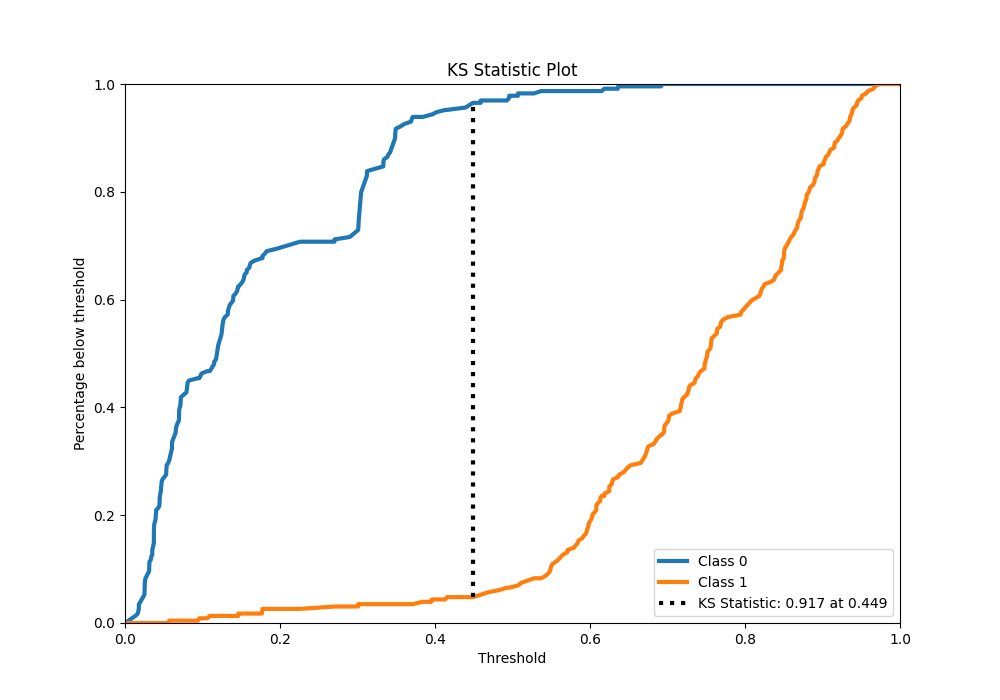 KS Statistic Plot
1.0
0.8
0.6
0.4
0.2
0.0
Percentage below threshold
0.0 0.2 0.4 0.6 0.8 1.0
Threshold
Class 0
Class 1
KS Statistic: 0.917 at 0.449